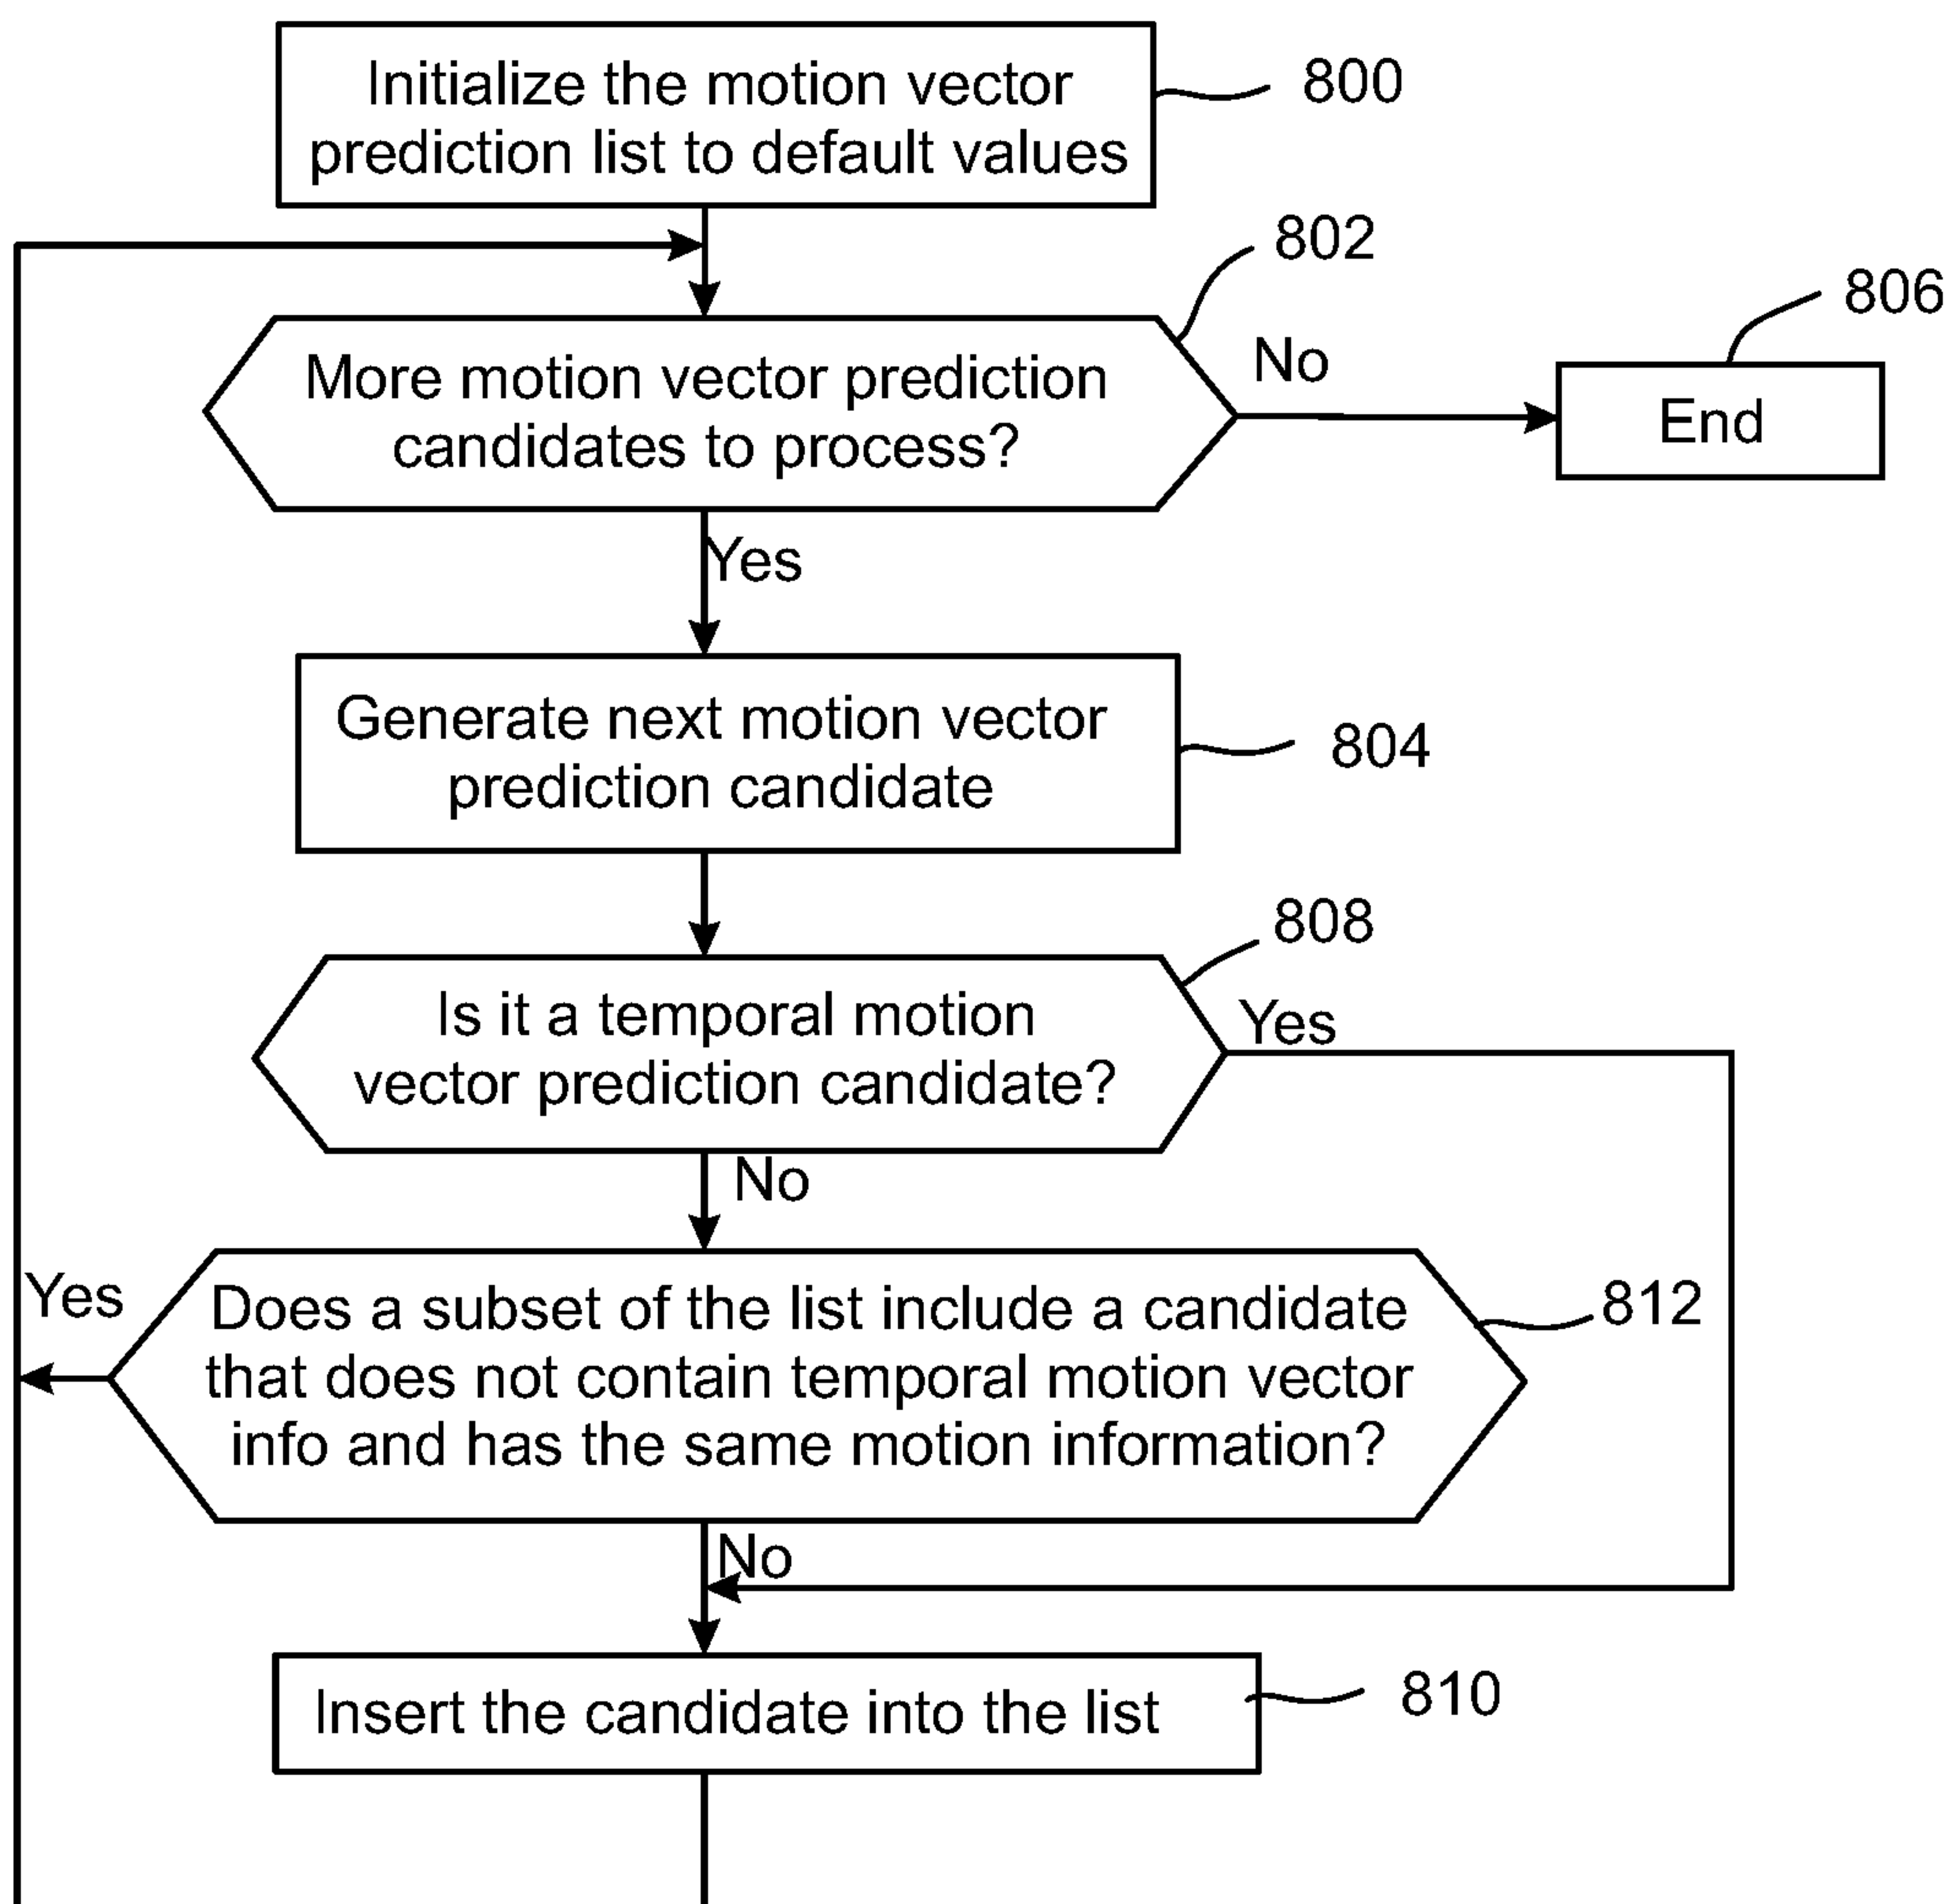 Initialize the motion vector
prediction list to default values
800
802
806
More motion vector prediction
candidates to process?
No
End
Yes
Generate next motion vector
prediction candidate
804
808
Is it a temporal motion
vector prediction candidate?
Yes
No
Yes
Does a subset of the list include a candidate
that does not contain temporal motion vector
info and has the same motion information?
812
No
Insert the candidate into the list
810